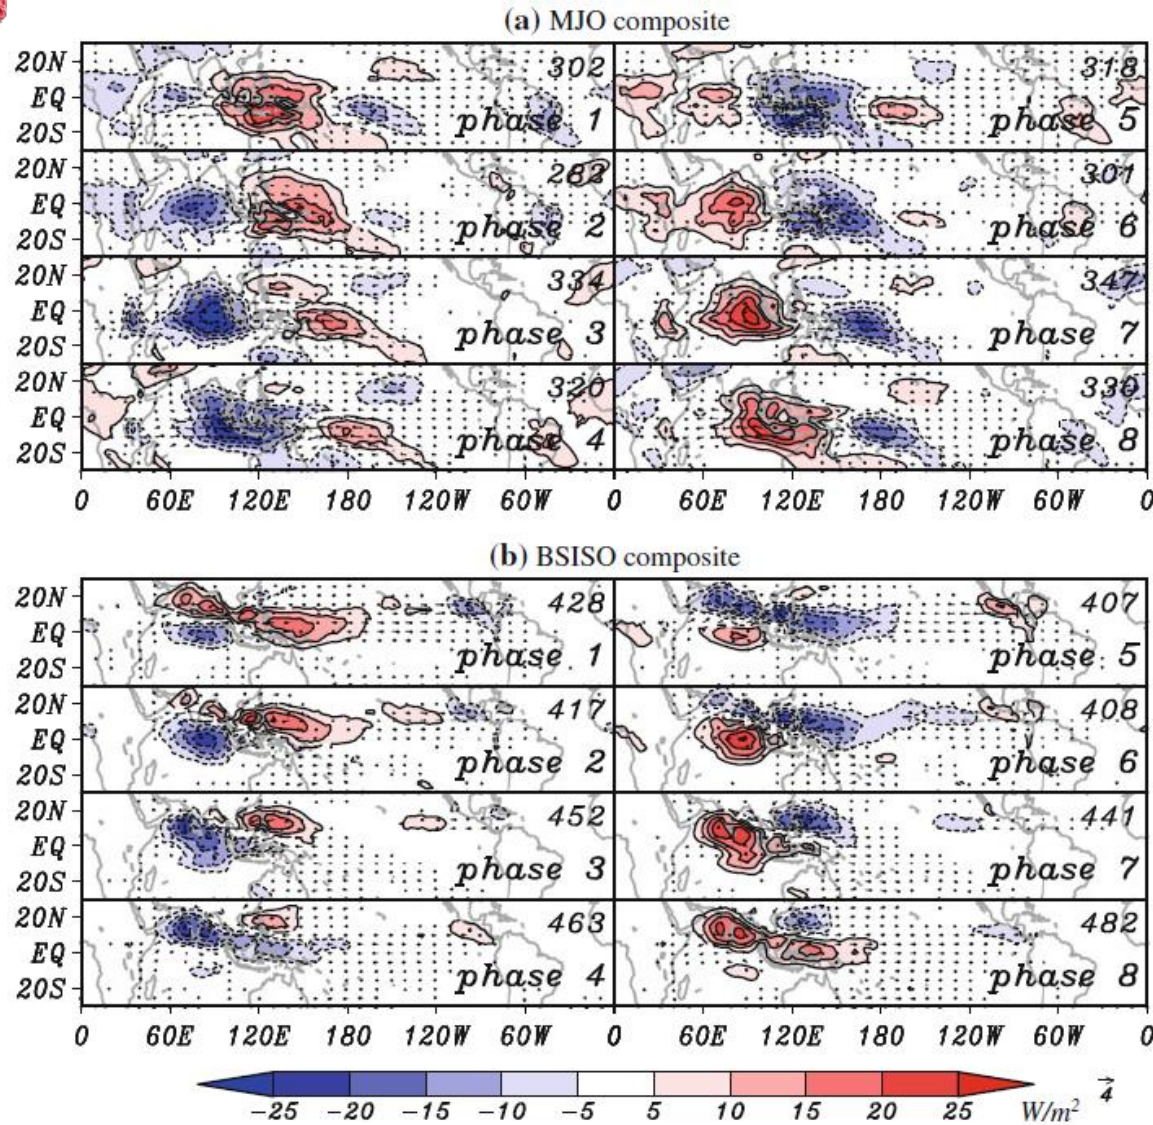 (a) MJO composite
20N 302 318
EQ
20S phase 1 phase 5
20N 282 301
EQ
20S phase 2 phase 6
20N 334 347
EQ
20S phase 3 phase 7
20N 320 330
EQ
20S phase 4 phase 8
0 60E 120E 180 120W 60W 0 60E 120E 180 120W 60W 0
(b) BSISO composite
20N 428 407
EQ
20S phase 1 phase 5
20N 417 408
EQ
20S phase 2 phase 6
20N 452 441
EQ
20S phase 3 phase 7
20N 463 482
EQ
20S phase 4 phase 8
0 60E 120E 180 120W 60W 0 60E 120E 180 120W 60W 0
-25 -20 -15 -10 -5 5 10 15 20 25 W/m² 4